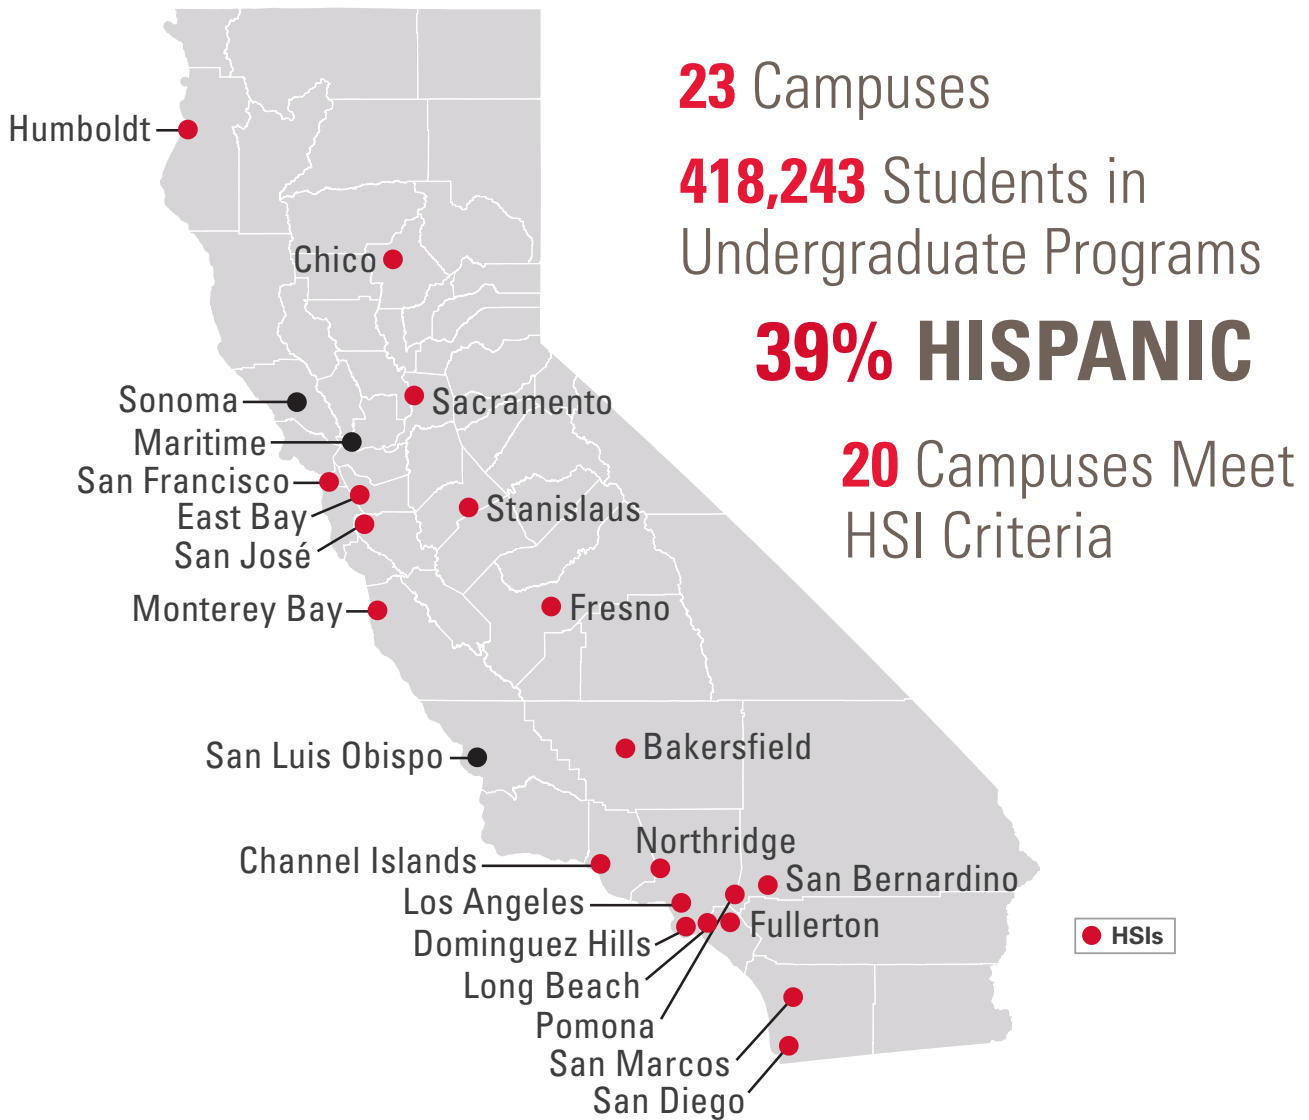 23 Campuses
418,243 Students in
Undergraduate Programs
39% HISPANIC
20 Campuses Meet
HSI Criteria
Humboldt
Chico
Sonoma
Sacramento
Maritime
San Francisco
East Bay
Stanislaus
San José
Monterey Bay
Fresno
San Luis Obispo
Bakersfield
Northridge
Channel Islands
San Bernardino
Los Angeles
Fullerton
Dominguez Hills
Long Beach
Pomona
San Marcos
San Diego
HSIs